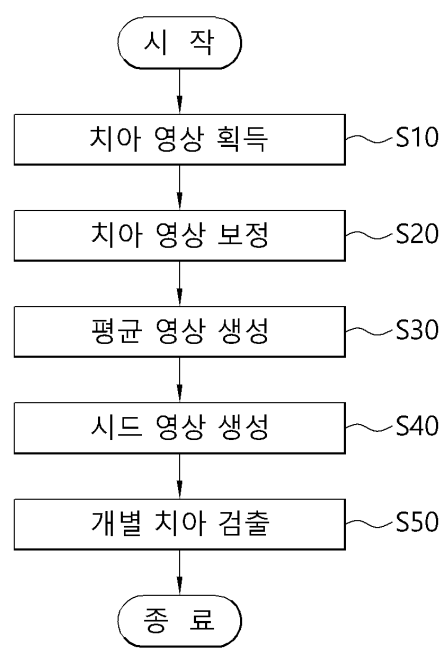 시 작
치아 영상 획득 S10
치아 영상 보정 S20
평균 영상 생성 S30
시드 영상 생성 S40
개별 치아 검출 S50
종 료